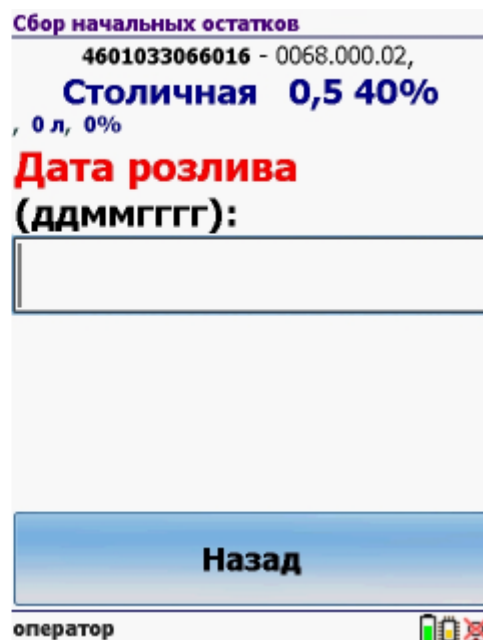 Сбор начальных остатков
4601033066016 - 0068.000.02,
Столичная 0,5 40%
, 0 л, 0%
Дата розлива
(ддммгггг):
Назад
оператор